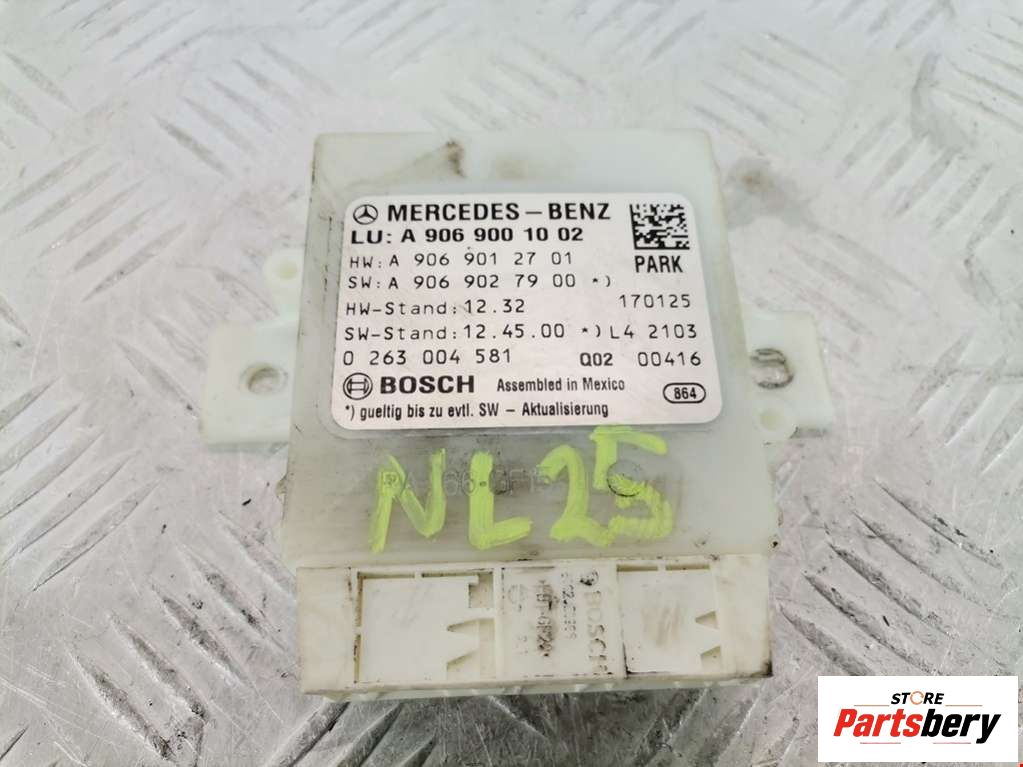 MERCEDES-BENZ
LU: A 906 900 10 02
HW: A 906 901 27 01
PARK
SW: A 906 902 79 00 *)
HW-Stand: 12.32 170125
SW-Stand: 12.45.00 *) L4 2103
0 263 004 581 Q02 00416
BOSCH Assembled in Mexico 864
*) gueltig bis zu evtl. SW - Aktualisierung
NL25
BOSCH
STORE
Partsbery